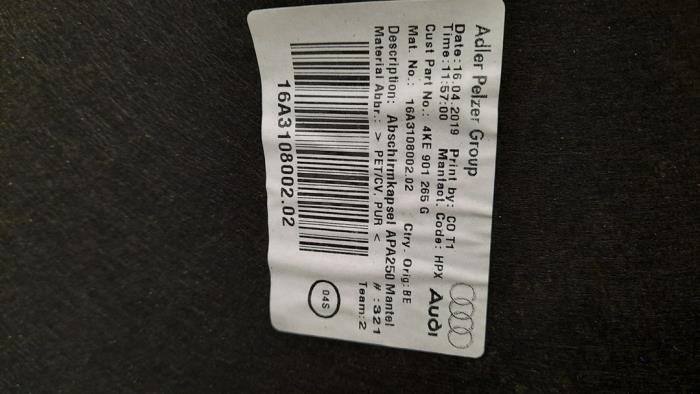 Adler Pelzer Group
Date:16.04.2019 Print by: CO T1
Time:11:57:00 Manfact. Code: HPX
Cust Part No.: 4KE 901 265 G
Audi
Mat. No.: 16A3108002.02 Ctry. Orig:BE
Description: Abschirmkapsel APA250 Mantel
Material Abbr.: > PET/CV, PUR < # :321
Team:2
16A3108002.02
04S